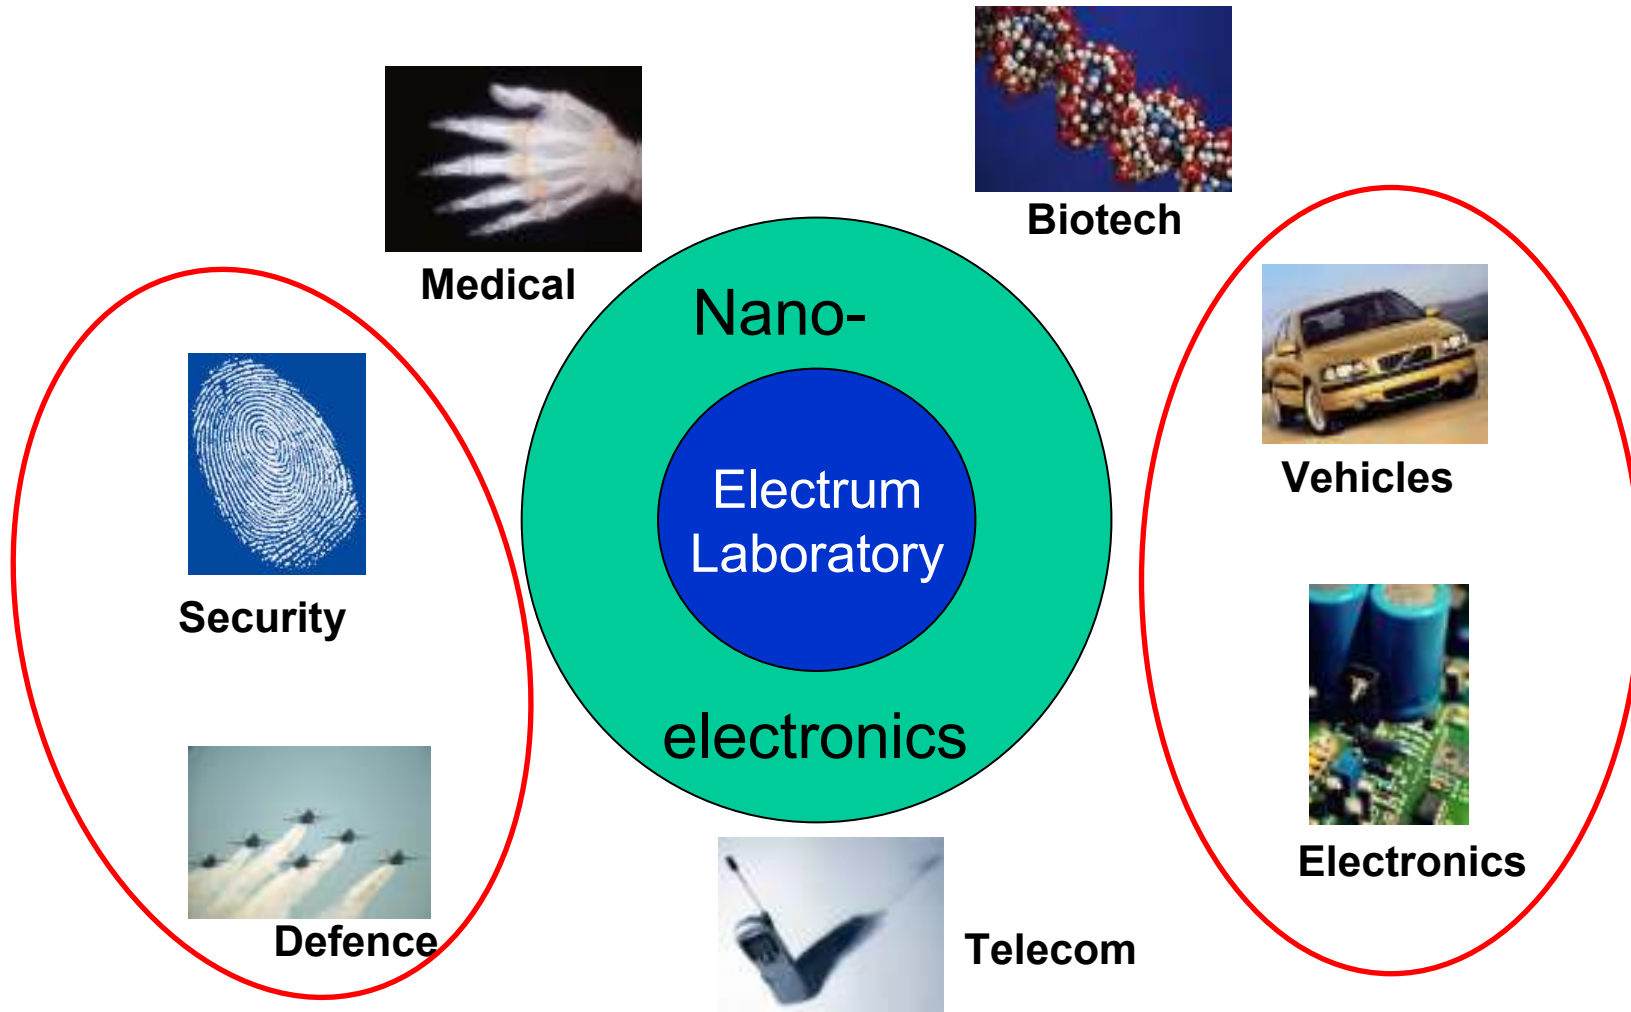 Biotech
Medical
Nano-
Vehicles
Electrum
Laboratory
Security
electronics
Electronics
Defence
Telecom